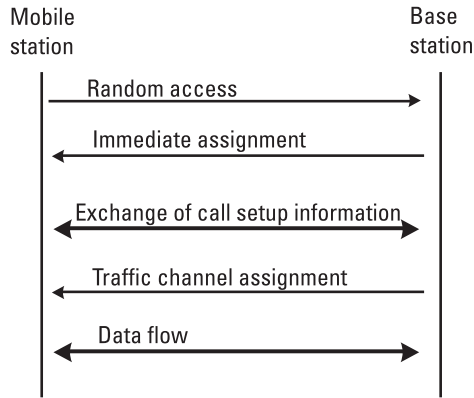 Mobile
station
Base
station
Random access
Immediate assignment
Exchange of call setup information
Traffic channel assignment
Data flow